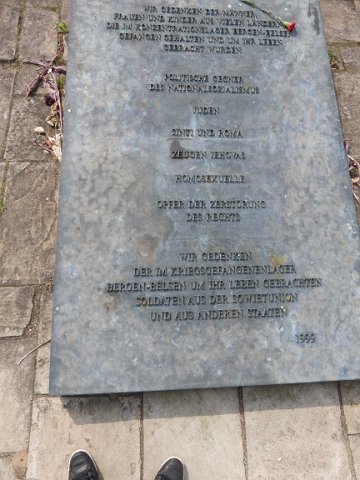 WIR GEDENKEN DER MÄNNER,
FRAUEN UND KINDER AUS VIELEN LÄNDERN,
DIE IM KONZENTRATIONSLAGER BERGEN-BELSEN
GEFANGEN GEHALTEN UND UM IHR LEBEN
GEBRACHT WURDEN
POLITISCHE GEGNER
DES NATIONALSOZIALISMUS
JUDEN
SINTI UND ROMA
ZEUGEN JEHOVAS
HOMOSEXUELLE
OPFER DER ZERSTÖRUNG
DES RECHTS
WIR GEDENKEN
DER IM KRIEGSGEFANGENENLAGER
BERGEN-BELSEN UM IHR LEBEN GEBRACHTEN
SOLDATEN AUS DER SOWJETUNION
UND AUS ANDEREN STAATEN
1999